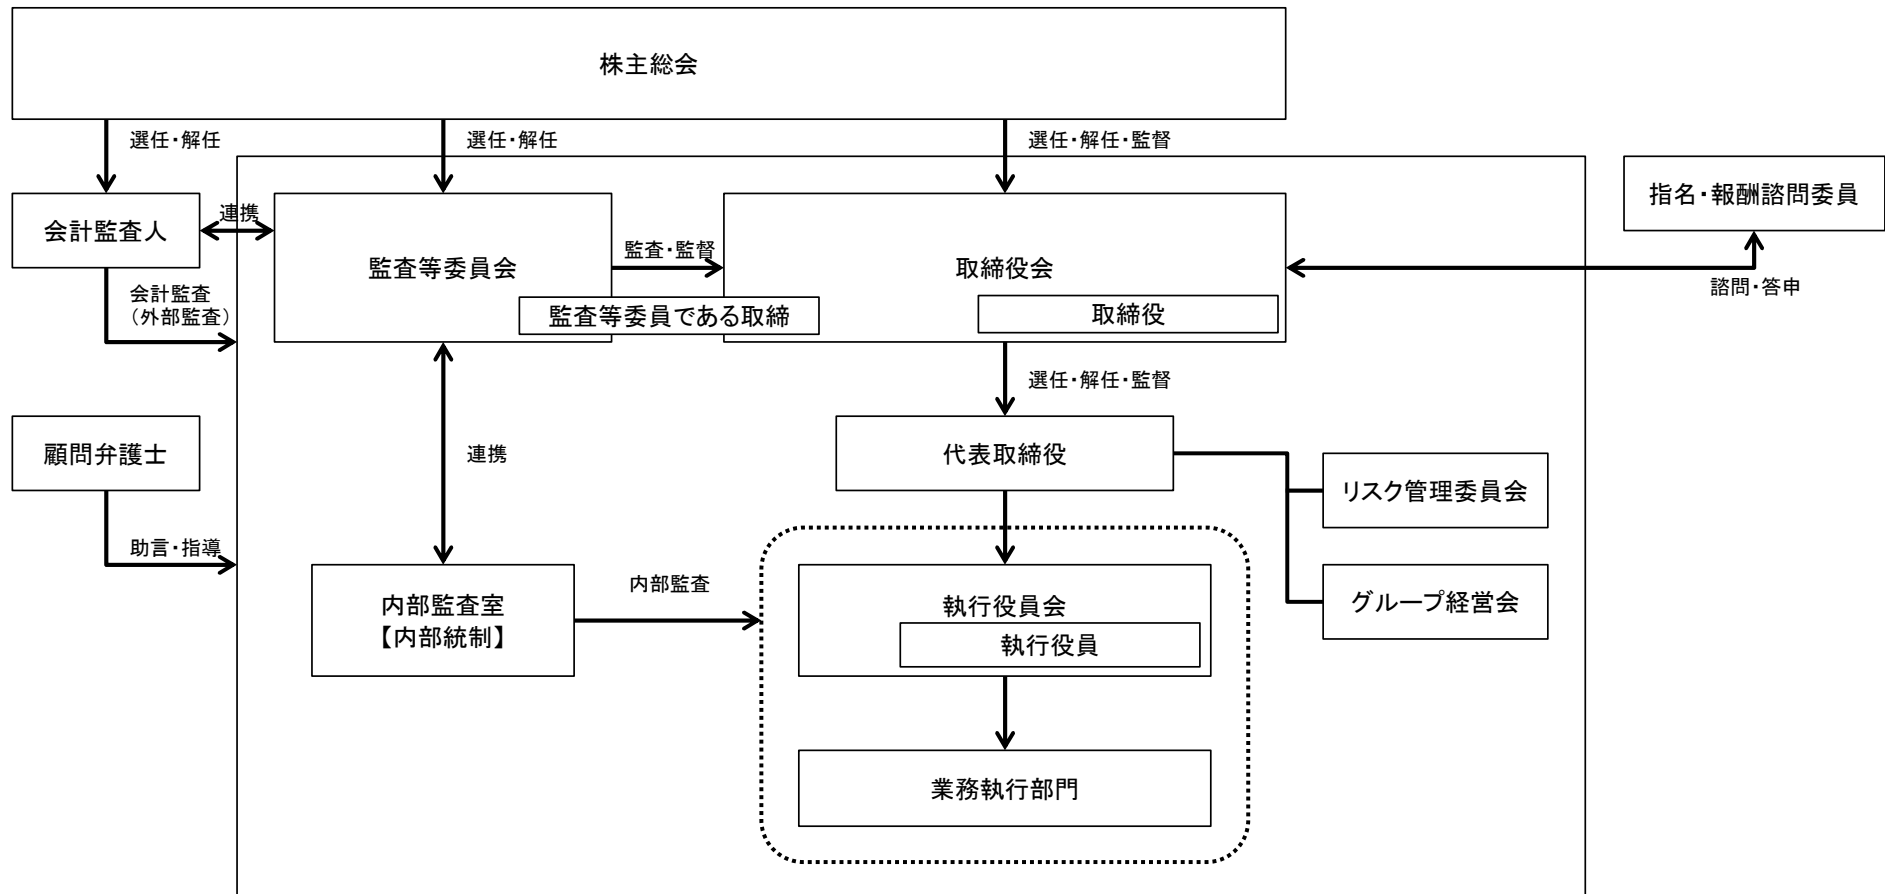 株主総会
選任・解任
選任・解任
選任・解任・監督
会計監査人
連携
監査等委員会
監査・監督
取締役会
指名・報酬諮問委員
監査等委員である取締
取締役
諮問・答申
会計監査
（外部監査）
選任・解任・監督
顧問弁護士
連携
代表取締役
リスク管理委員会
助言・指導
内部監査室
【内部統制】
内部監査
執行役員会
執行役員
グループ経営会
業務執行部門